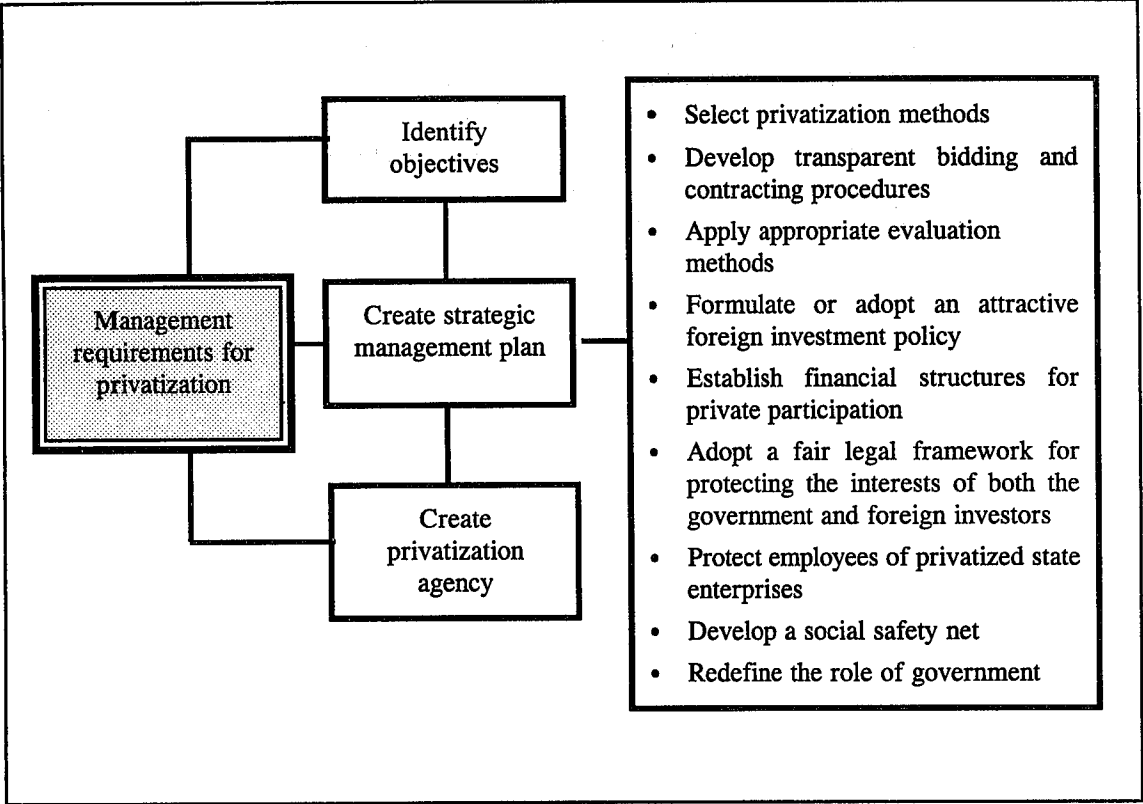 Identify
objectives
Management
requirements for
privatization
Create strategic
management plan
Create
privatization
agency
• Select privatization methods
• Develop transparent bidding and
contracting procedures
• Apply appropriate evaluation
methods
• Formulate or adopt an attractive
foreign investment policy
• Establish financial structures for
private participation
• Adopt a fair legal framework for
protecting the interests of both the
government and foreign investors
• Protect employees of privatized state
enterprises
• Develop a social safety net
• Redefine the role of government